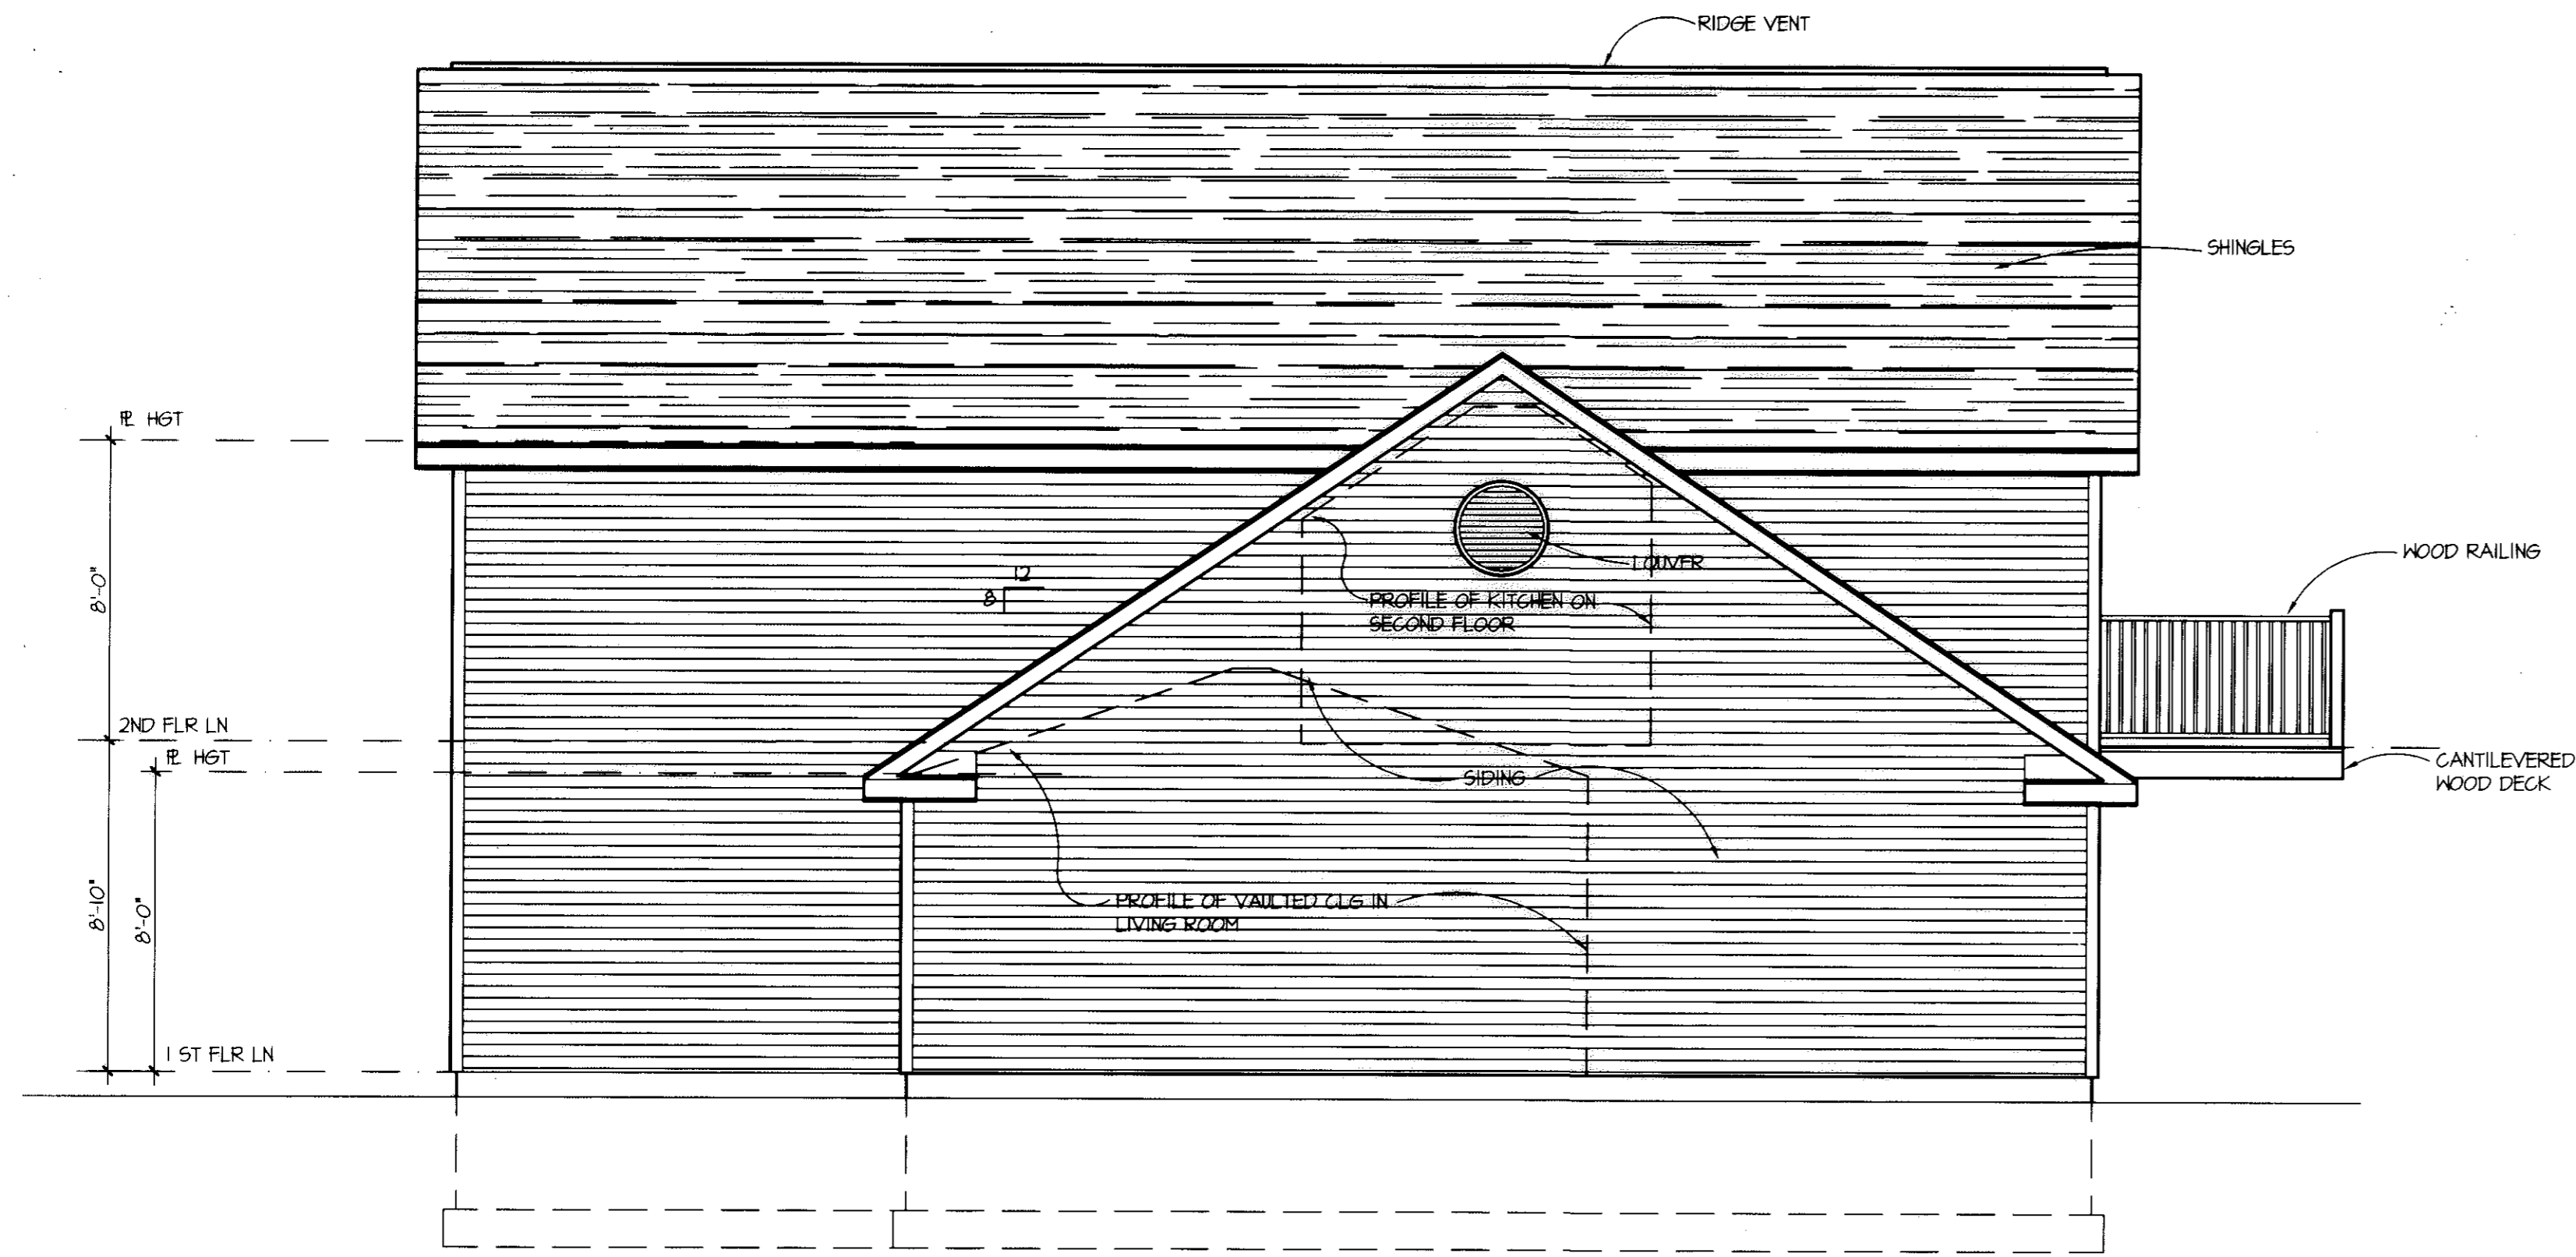 RIDGE VENT
SHINGLES
PL HGT
8'-0"
12
8
LOUVER
WOOD RAILING
PROFILE OF KITCHEN ON
SECOND FLOOR
2ND FLR LN
PL HGT
SIDING
CANTILEVERED
WOOD DECK
8'-10"
8'-0"
PROFILE OF VAULTED CLG IN
LIVING ROOM
1 ST FLR LN